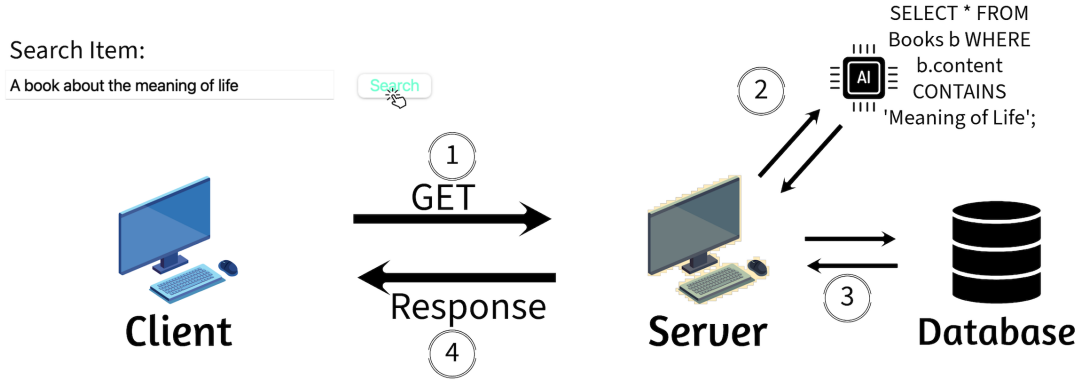 Search Item:
A book about the meaning of life
Search
1
GET
Response
4
Client
2
AI
SELECT * FROM
Books b WHERE
b.content
CONTAINS
'Meaning of Life';
3
Server
Database